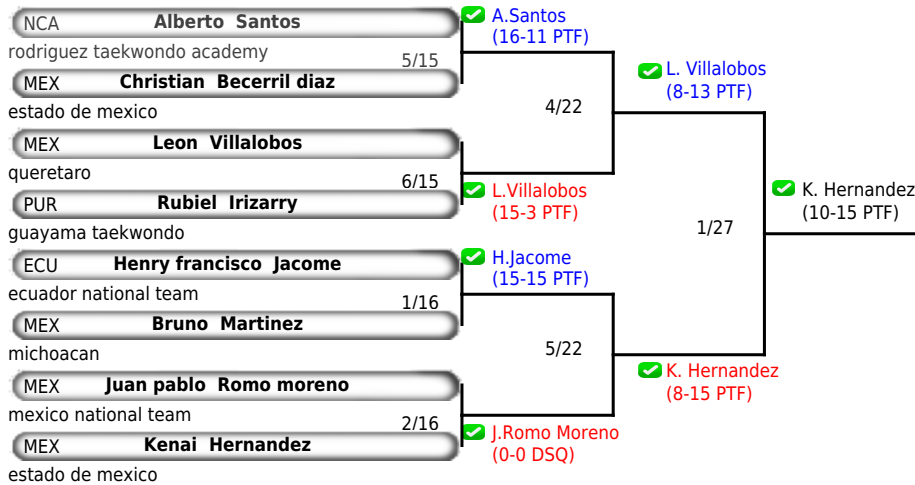 NCA Alberto Santos
rodriguez taekwondo academy
5/15
MEX Christian Becerril diaz
estado de mexico
MEX Leon Villalobos
queretaro
6/15
PUR Rubiel Irizarry
guayama taekwondo
ECU Henry francisco Jacome
ecuador national team
1/16
MEX Bruno Martinez
michoacan
MEX Juan pablo Romo moreno
mexico national team
2/16
MEX Kenai Hernandez
estado de mexico
A.Santos
(16-11 PTF)
4/22
L.Villalobos
(15-3 PTF)
H.Jacome
(15-15 PTF)
5/22
J.Romo Moreno
(0-0 DSQ)
L. Villalobos
(8-13 PTF)
1/27
K. Hernandez
(8-15 PTF)
K. Hernandez
(10-15 PTF)